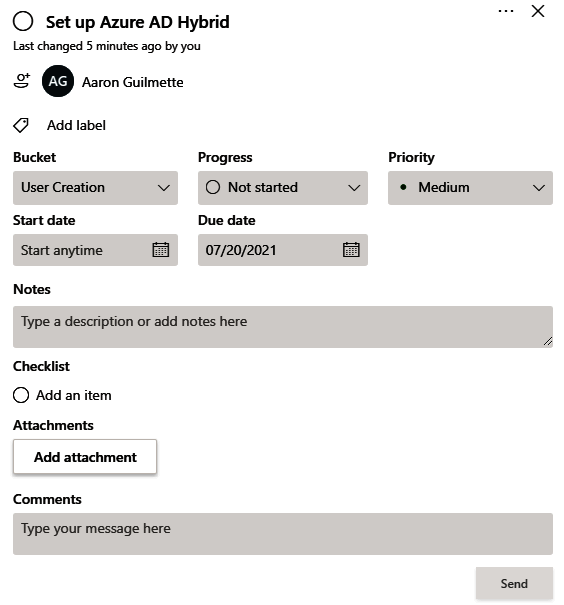 Set up Azure AD Hybrid
Last changed 5 minutes ago by you
AG Aaron Guilmette
Add label
Bucket Progress Priority
User Creation Not started Medium
Start date Due date
Start anytime 07/20/2021
Notes
Type a description or add notes here
Checklist
Add an item
Attachments
Add attachment
Comments
Type your message here
Send